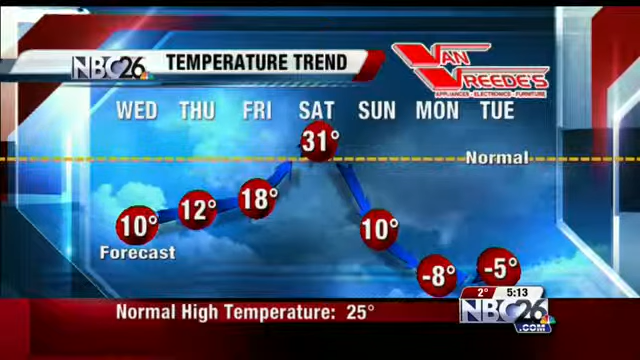 NBC26
TEMPERATURE TREND
VAN
VREEDE'S
APPLIANCES - ELECTRONICS - FURNITURE
WED THU FRI SAT SUN MON TUE
31°
Normal
10° 12° 18° 10° -8° -5°
Forecast
Normal High Temperature: 25°
2° 5:13
NBC26
.COM